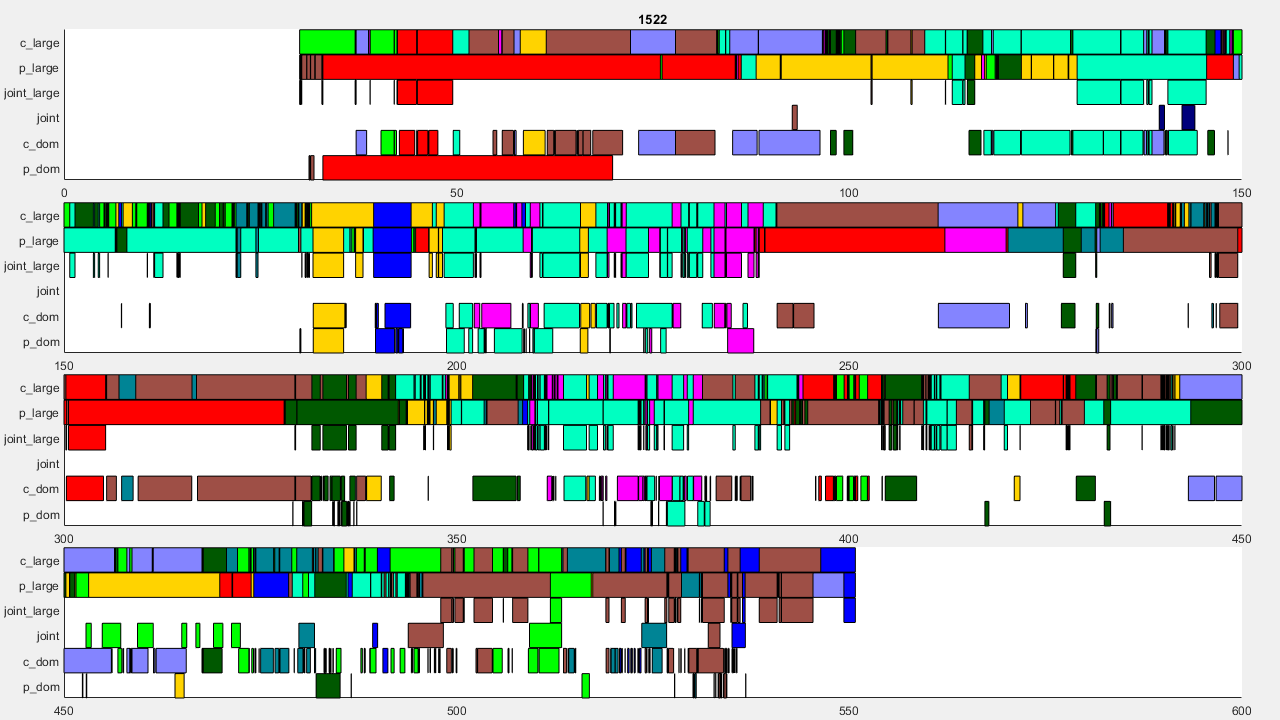 1522
c_large
p_large
joint_large
joint
c_dom
p_dom
0 50 100 150
c_large
p_large
joint_large
joint
c_dom
p_dom
150 200 250 300
c_large
p_large
joint_large
joint
c_dom
p_dom
300 350 400 450
c_large
p_large
joint_large
joint
c_dom
p_dom
450 500 550 600